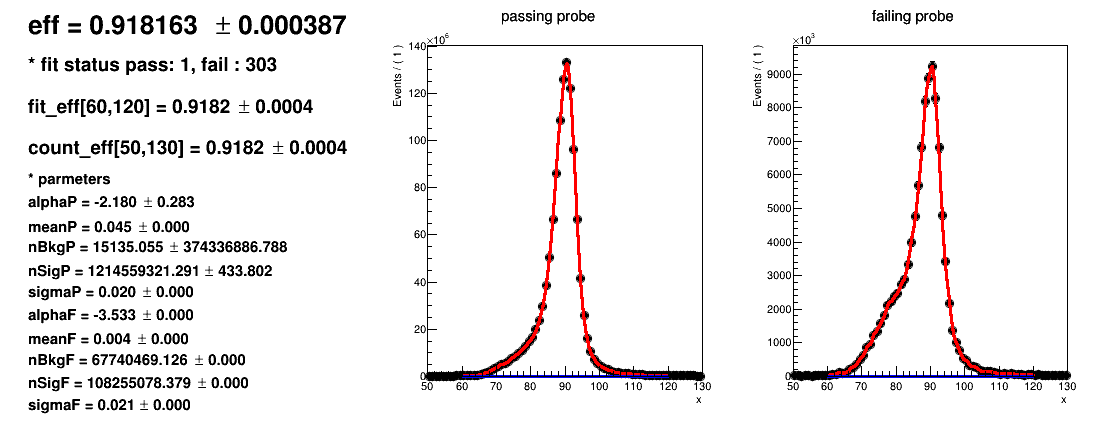 eff = 0.918163 ± 0.000387
* fit status pass: 1, fail : 303
fit_eff[60,120] = 0.9182 ± 0.0004
count_eff[50,130] = 0.9182 ± 0.0004
* parmeters
alphaP = -2.180 ± 0.283
meanP = 0.045 ± 0.000
nBkgP = 15135.055 ± 374336886.788
nSigP = 1214559321.291 ± 433.802
sigmaP = 0.020 ± 0.000
alphaF = -3.533 ± 0.000
meanF = 0.004 ± 0.000
nBkgF = 67740469.126 ± 0.000
nSigF = 108255078.379 ± 0.000
sigmaF = 0.021 ± 0.000
passing probe
×10⁶
Events / ( 1 )
140
120
100
80
60
40
20
0
50 60 70 80 90 100 110 120 130
x
failing probe
×10³
Events / ( 1 )
9000
8000
7000
6000
5000
4000
3000
2000
1000
0
50 60 70 80 90 100 110 120 130
x